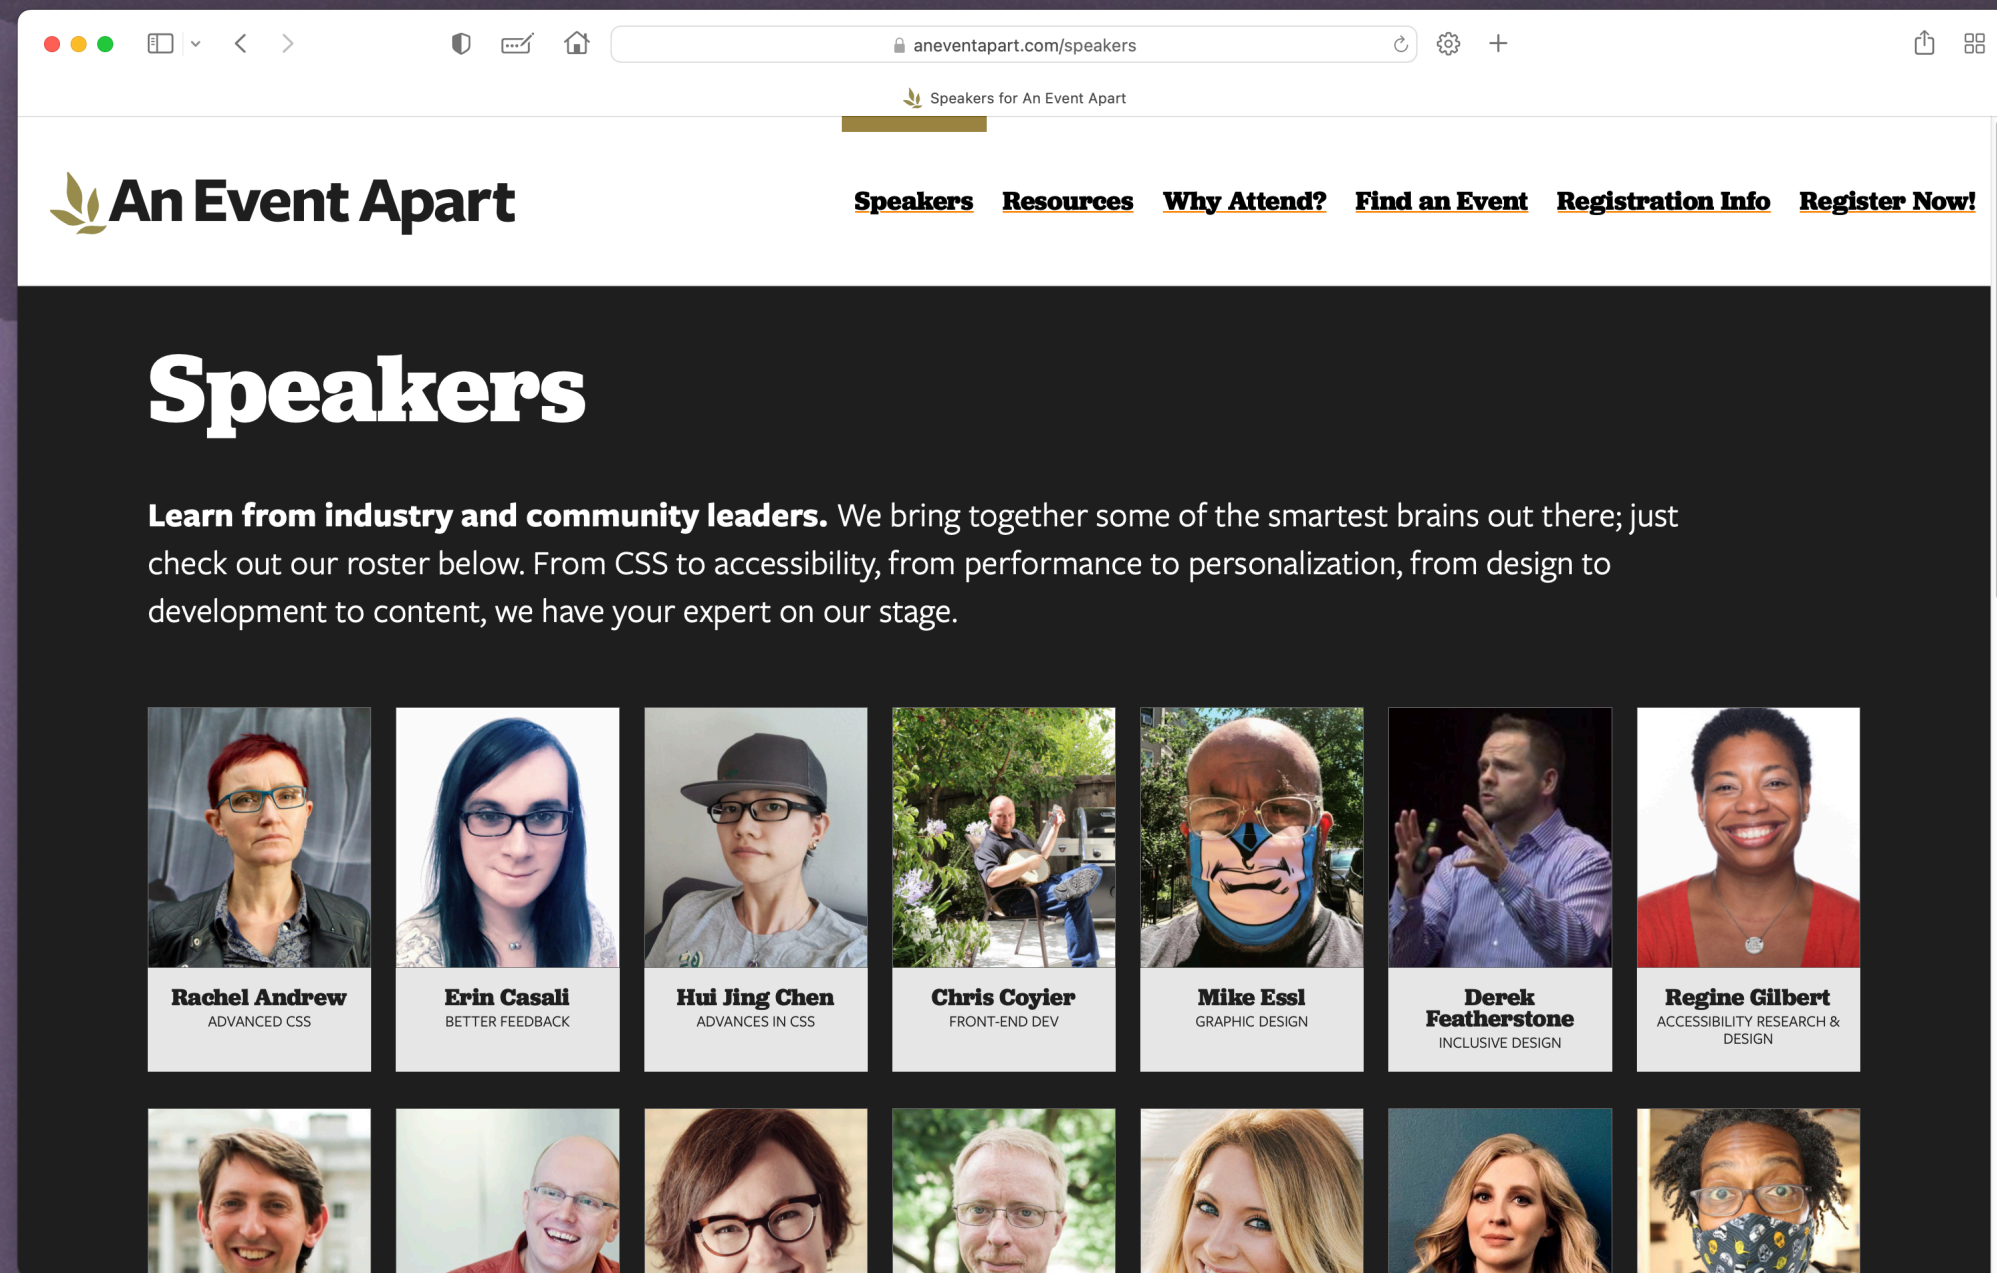 aneventapart.com/speakers
Speakers for An Event Apart
An Event Apart
Speakers Resources Why Attend? Find an Event Registration Info Register Now!
Speakers
Learn from industry and community leaders. We bring together some of the smartest brains out there; just
check out our roster below. From CSS to accessibility, from performance to personalization, from design to
development to content, we have your expert on our stage.
Rachel Andrew
ADVANCED CSS
Erin Casali
BETTER FEEDBACK
Hui Jing Chen
ADVANCES IN CSS
Chris Coyier
FRONT-END DEV
Mike Essl
GRAPHIC DESIGN
Derek
Featherstone
INCLUSIVE DESIGN
Regine Gilbert
ACCESSIBILITY RESEARCH &
DESIGN